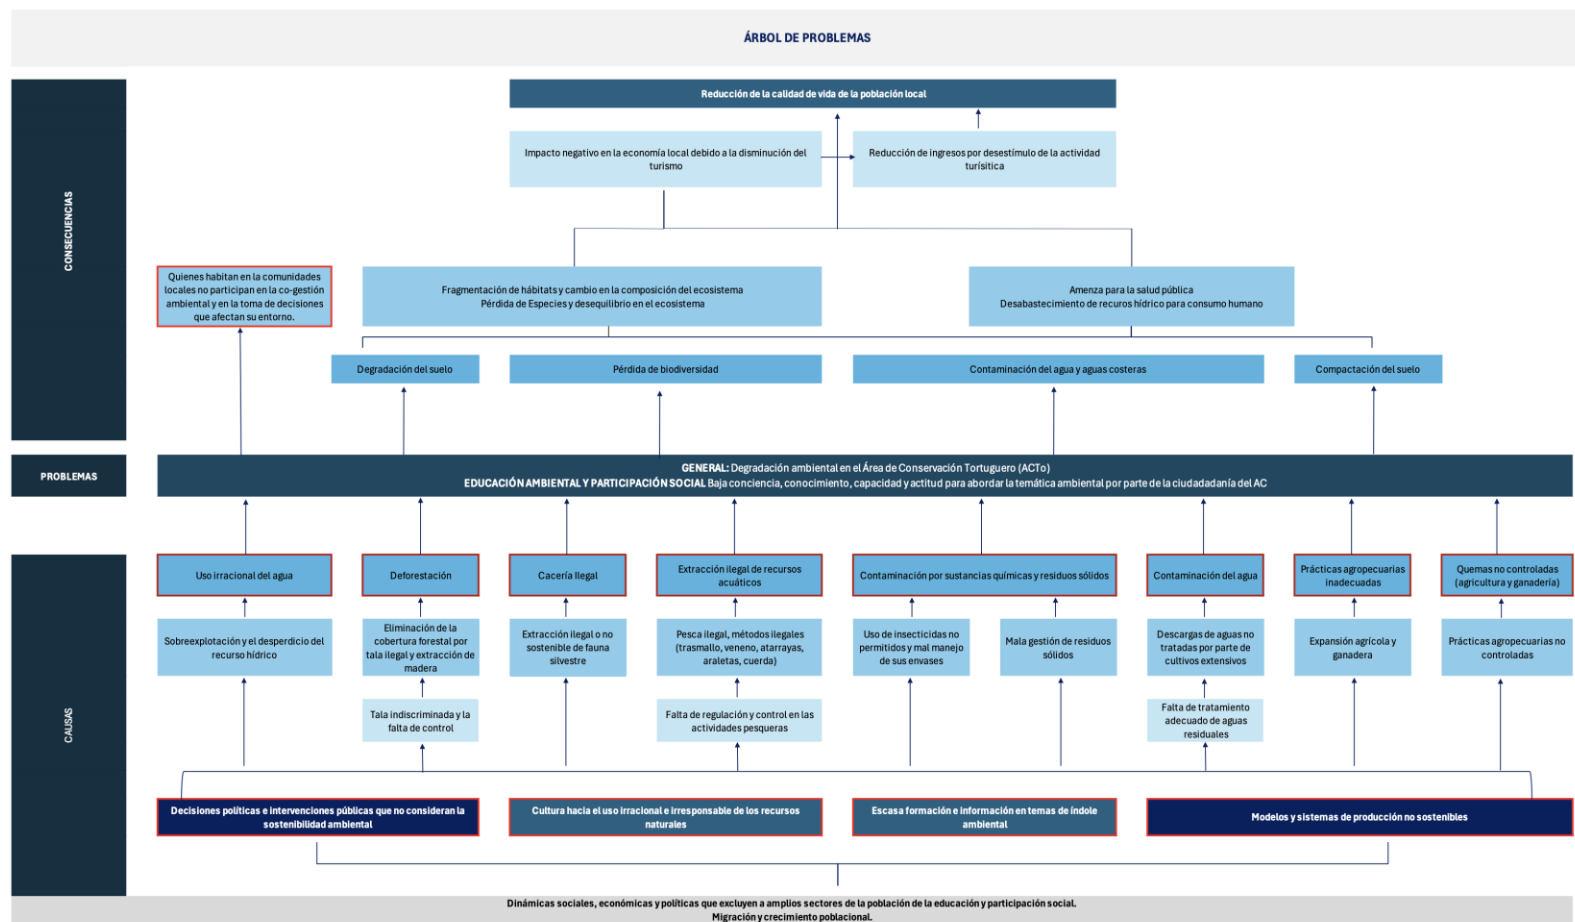 ÁRBOL DE PROBLEMAS
CONSECUENCIAS
Reducción de la calidad de vida de la población local
Impacto negativo en la economía local debido a la disminución del
turismo
Reducción de ingresos por desestímulo de la actividad
turísitica
Quienes habitan en la comunidades
locales no participan en la co-gestión
ambiental y en la toma de decisiones
que afectan su entorno.
Fragmentación de hábitats y cambio en la composición del ecosistema
Pérdida de Especies y desequilibrio en el ecosistema
Amenza para la salud pública
Desabastecimiento de recuros hídrico para consumo humano
Degradación del suelo
Pérdida de biodiversidad
Contaminación del agua y aguas costeras
Compactación del suelo
PROBLEMAS
GENERAL: Degradación ambiental en el Área de Conservación Tortuguero (ACTo)
EDUCACIÓN AMBIENTAL Y PARTICIPACIÓN SOCIAL Baja conciencia, conocimiento, capacidad y actitud para abordar la temática ambiental por parte de la ciudadadanía del AC
CAUSAS
Uso irracional del agua
Deforestación
Cacería Ilegal
Extracción ilegal de recursos
acuáticos
Contaminación por sustancias químicas y residuos sólidos
Contaminación del agua
Prácticas agropecuarias
inadecuadas
Quemas no controladas
(agricultura y ganadería)
Sobreexplotación y el desperdicio del
recurso hídrico
Eliminación de la
cobertura forestal por
tala ilegal y extracción de
madera
Extracción ilegal o no
sostenible de fauna
silvestre
Pesca ilegal, métodos ilegales
(trasmallo, veneno, atarrayas,
araletas, cuerda)
Uso de insecticidas no
permitidos y mal manejo
de sus envases
Mala gestión de residuos
sólidos
Descargas de aguas no
tratadas por parte de
cultivos extensivos
Expansión agrícola y
ganadera
Prácticas agropecuarias no
controladas
Tala indiscriminada y la
falta de control
Falta de regulación y control en las
actividades pesqueras
Falta de tratamiento
adecuado de aguas
residuales
Decisiones políticas e intervenciones públicas que no consideran la
sostenibilidad ambiental
Cultura hacia el uso irracional e irresponsable de los recursos
naturales
Escasa formación e información en temas de índole
ambiental
Modelos y sistemas de producción no sostenibles
Dinámicas sociales, económicas y políticas que excluyen a amplios sectores de la población de la educación y participación social.
Migración y crecimiento poblacional.